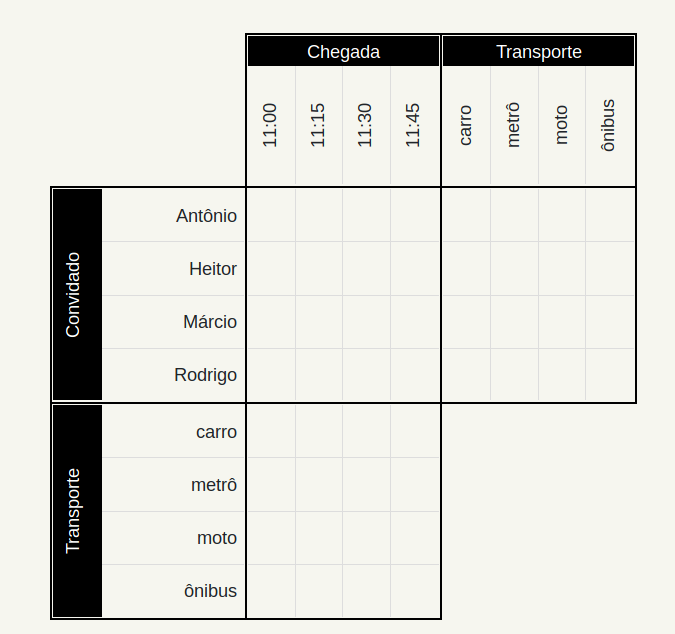 Chegada Transporte
11:00 11:15 11:30 11:45 carro metrô moto ônibus
Convidado
Antônio
Heitor
Márcio
Rodrigo
Transporte
carro
metrô
moto
ônibus